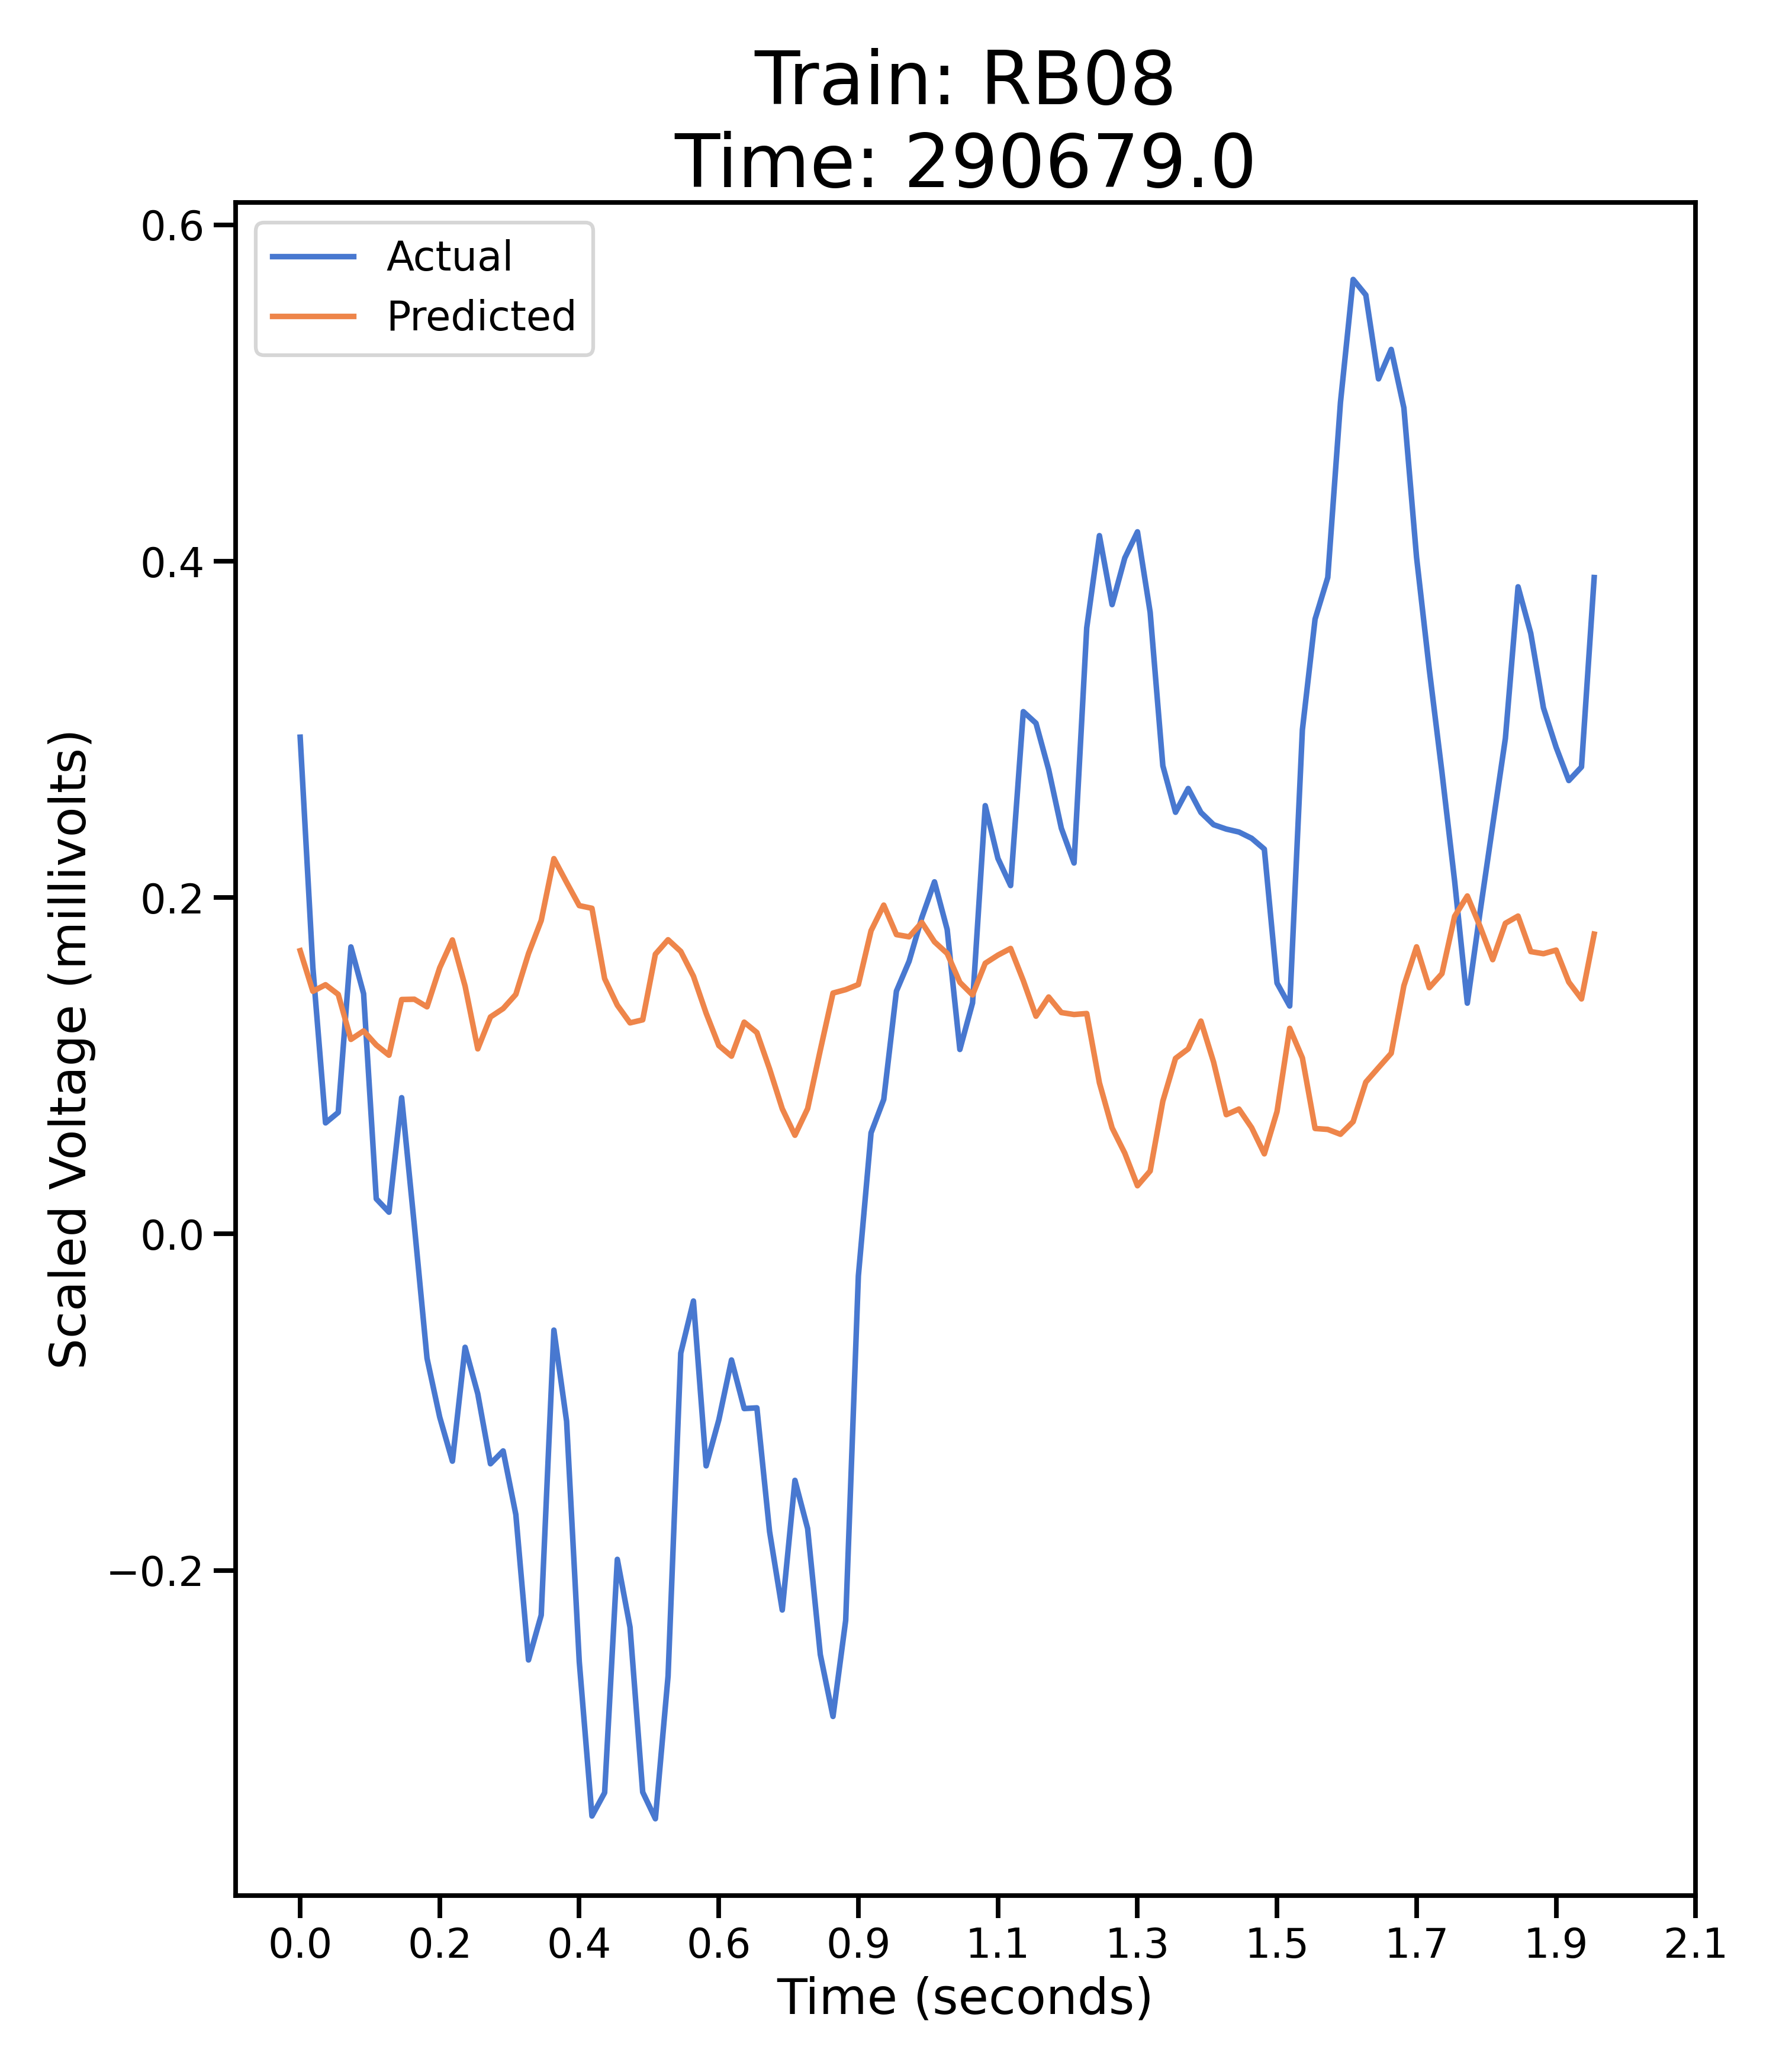 Train: RB08
Time: 290679.0
Actual
Predicted
0.6
0.4
0.2
0.0
−0.2
Scaled Voltage (millivolts)
0.0 0.2 0.4 0.6 0.9 1.1 1.3 1.5 1.7 1.9 2.1
Time (seconds)